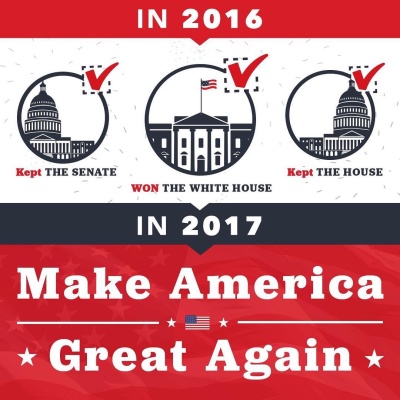 IN 2016
Kept THE SENATE
WON THE WHITE HOUSE
Kept THE HOUSE
IN 2017
Make America
Great Again